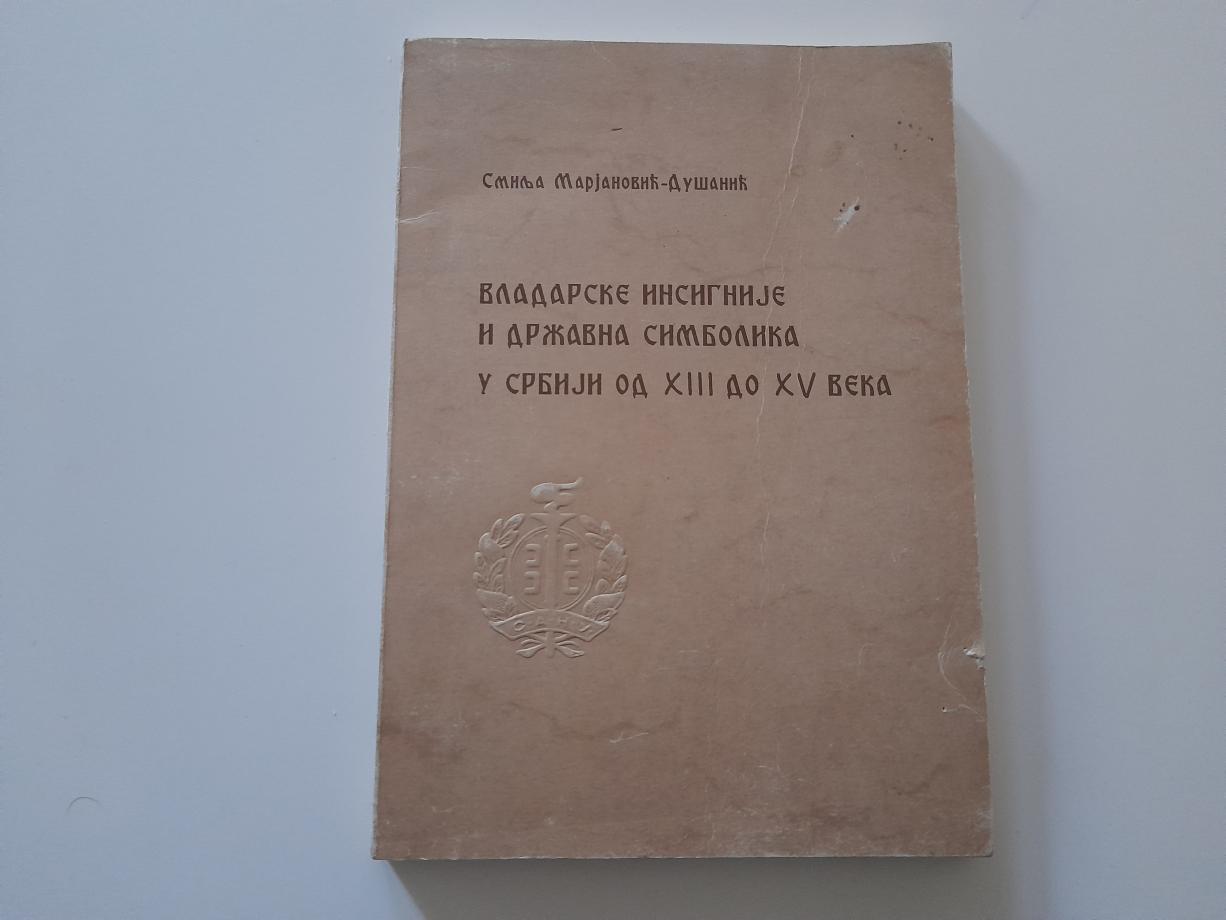 Смиља Марјановић-Душанић
ВЛАДАРСКЕ ИНСИГНИЈЕ
И ДРЖАВНА СИМБОЛИКА
У СРБИЈИ ОД XIII ДО XV ВЕКА
САНУ